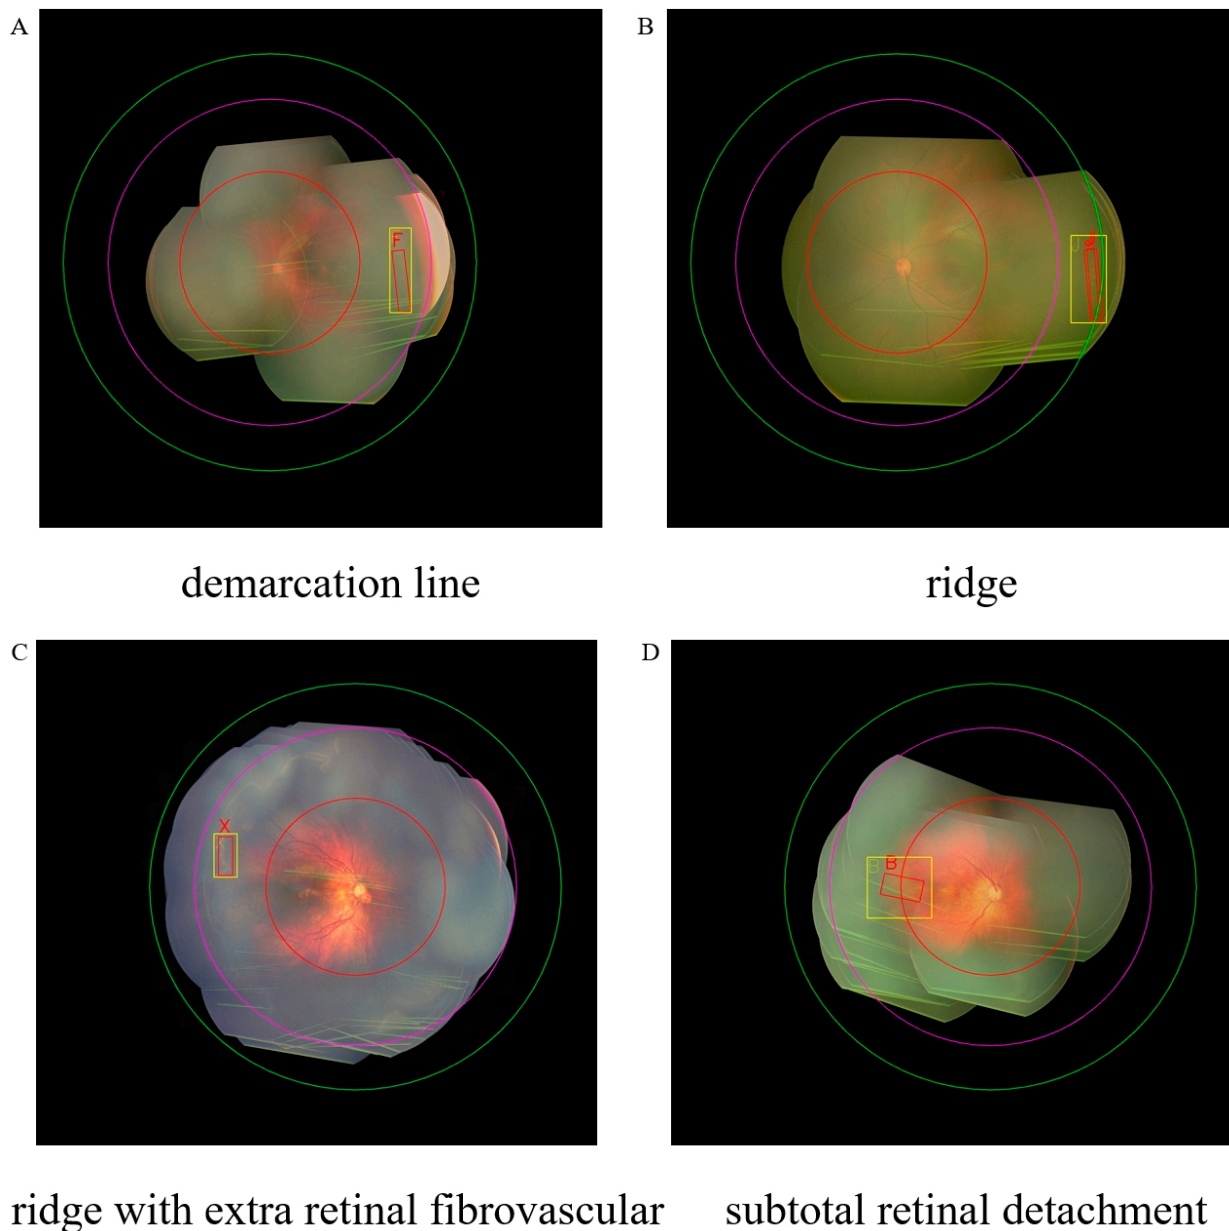 A
B
F
J J
demarcation line
ridge
C
D
X
B B
ridge with extra retinal fibrovascular
subtotal retinal detachment